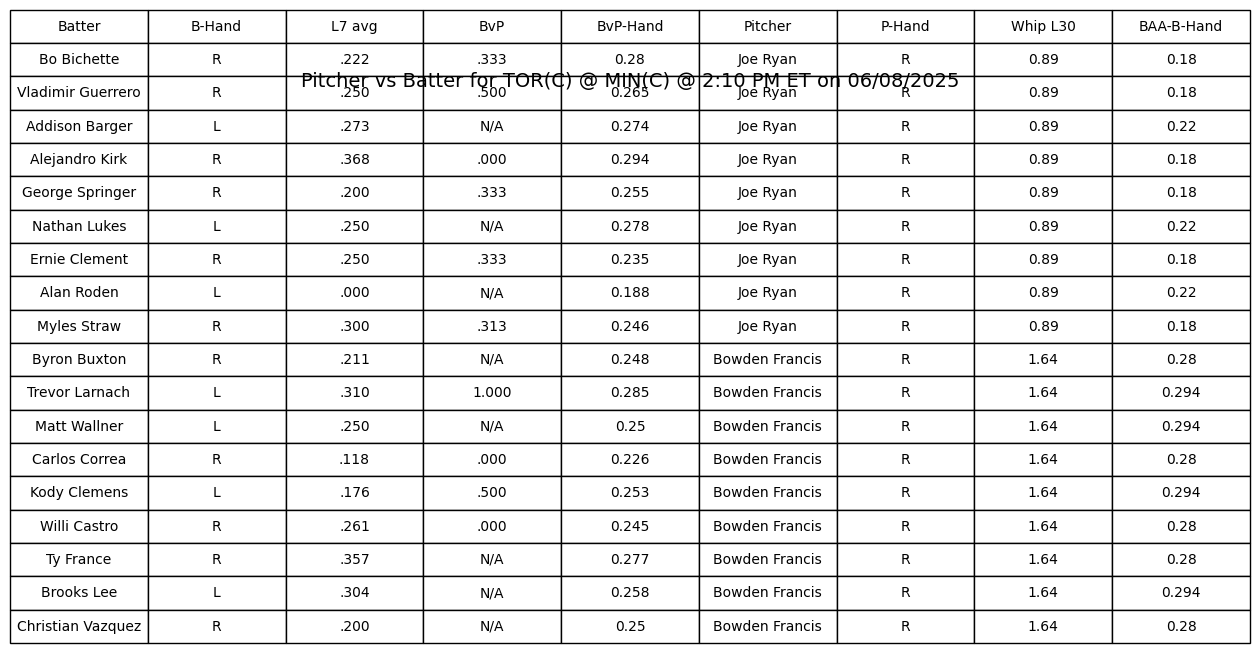 Batter B-Hand L7 avg BvP BvP-Hand Pitcher P-Hand Whip L30 BAA-B-Hand
Bo Bichette R .222 .333 0.28 Joe Ryan R 0.89 0.18
Pitcher vs Batter for TOR(C) @ MIN(C) @ 2:10 PM ET on 06/08/2025
Vladimir Guerrero R .250 .500 0.265 Joe Ryan R 0.89 0.18
Addison Barger L .273 N/A 0.274 Joe Ryan R 0.89 0.22
Alejandro Kirk R .368 .000 0.294 Joe Ryan R 0.89 0.18
George Springer R .200 .333 0.255 Joe Ryan R 0.89 0.18
Nathan Lukes L .250 N/A 0.278 Joe Ryan R 0.89 0.22
Ernie Clement R .250 .333 0.235 Joe Ryan R 0.89 0.18
Alan Roden L .000 N/A 0.188 Joe Ryan R 0.89 0.22
Myles Straw R .300 .313 0.246 Joe Ryan R 0.89 0.18
Byron Buxton R .211 N/A 0.248 Bowden Francis R 1.64 0.28
Trevor Larnach L .310 1.000 0.285 Bowden Francis R 1.64 0.294
Matt Wallner L .250 N/A 0.25 Bowden Francis R 1.64 0.294
Carlos Correa R .118 .000 0.226 Bowden Francis R 1.64 0.28
Kody Clemens L .176 .500 0.253 Bowden Francis R 1.64 0.294
Willi Castro R .261 .000 0.245 Bowden Francis R 1.64 0.28
Ty France R .357 N/A 0.277 Bowden Francis R 1.64 0.28
Brooks Lee L .304 N/A 0.258 Bowden Francis R 1.64 0.294
Christian Vazquez R .200 N/A 0.25 Bowden Francis R 1.64 0.28